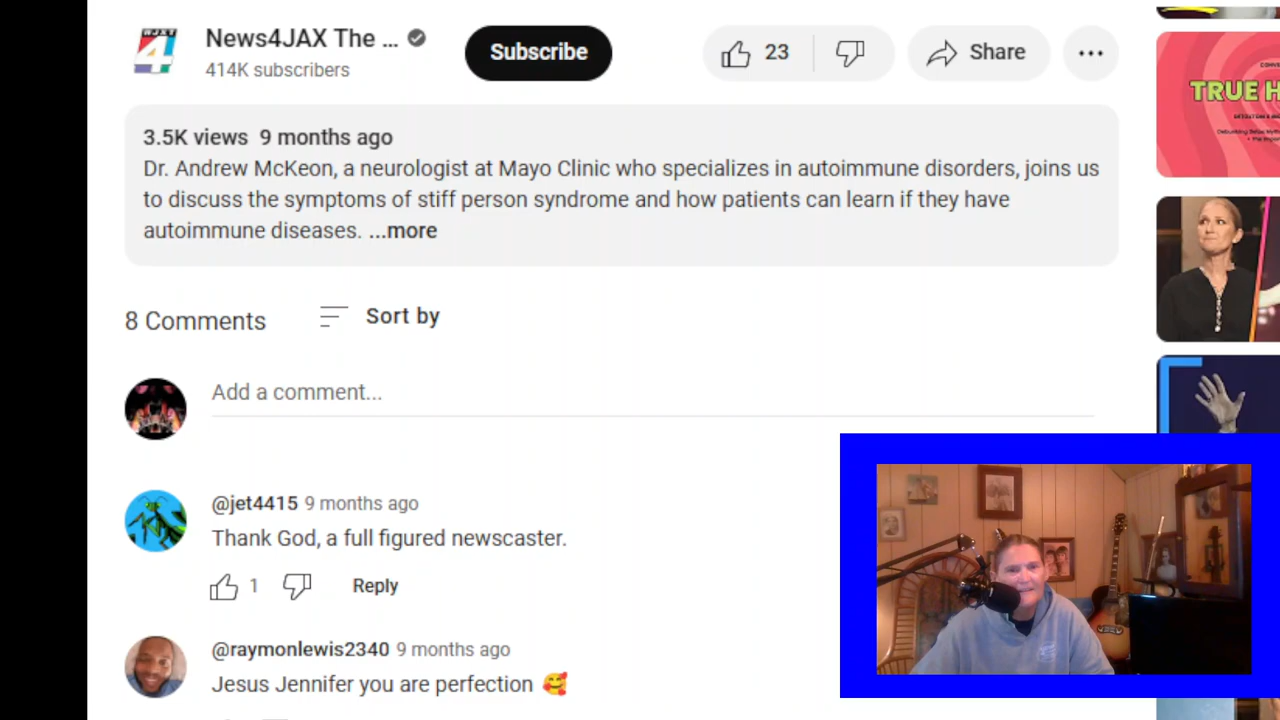 WJXT
4
News4JAX The ...
414K subscribers
Subscribe
23
Share
3.5K views 9 months ago
Dr. Andrew McKeon, a neurologist at Mayo Clinic who specializes in autoimmune disorders, joins us
to discuss the symptoms of stiff person syndrome and how patients can learn if they have
autoimmune diseases. ...more
8 Comments
Sort by
Add a comment...
@jet4415 9 months ago
Thank God, a full figured newscaster.
1
Reply
@raymonlewis2340 9 months ago
Jesus Jennifer you are perfection 🥰
TRUE H